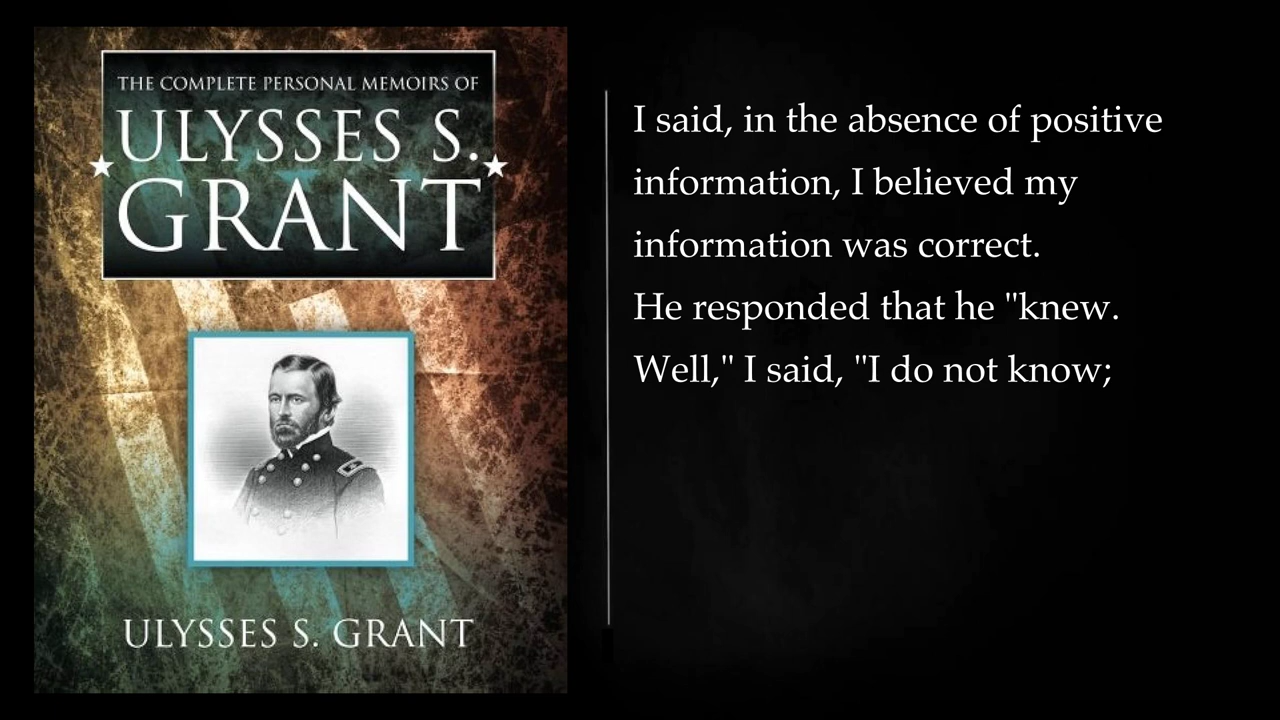 THE COMPLETE PERSONAL MEMOIRS OF
ULYSSES S.
GRANT
ULYSSES S. GRANT
I said, in the absence of positive
information, I believed my
information was correct.
He responded that he "knew.
Well," I said, "I do not know;